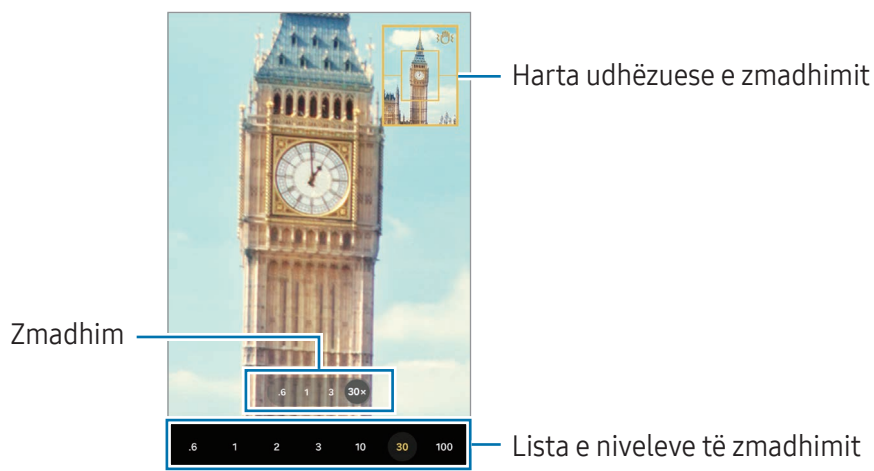 Harta udhëzuese e zmadhimit
Zmadhim
.6 1 3 30×
.6 1 2 3 10 30 100
Lista e niveleve të zmadhimit